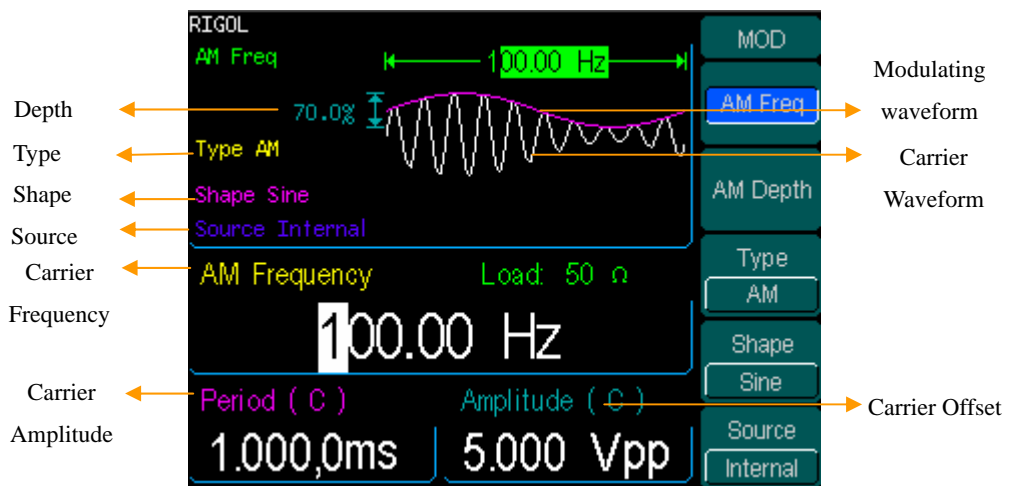 RIGOL
AM Freq
100.00 Hz
70.0%
Type AM
Shape Sine
Source Internal
AM Frequency
Load: 50 Ω
100.00 Hz
Period ( C )
Amplitude ( C )
1.000,0ms
5.000 Vpp
MOD
AM Freq
AM Depth
Type
AM
Shape
Sine
Source
Internal
Depth
Type
Shape
Source
Carrier
Frequency
Carrier
Amplitude
Modulating
waveform
Carrier
Waveform
Carrier Offset